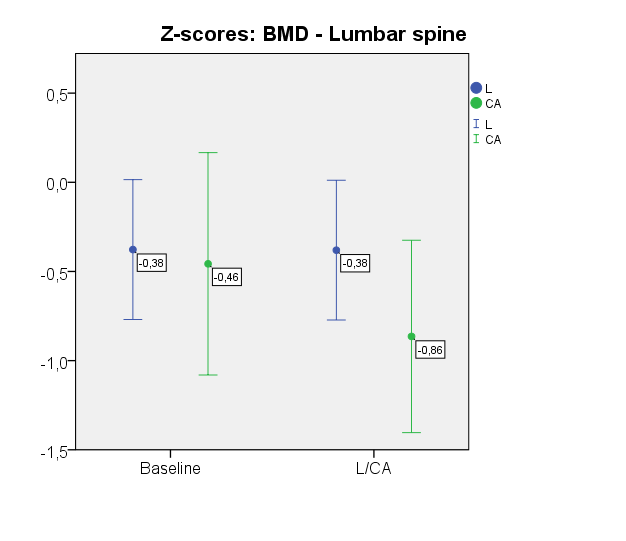 Z-scores: BMD - Lumbar spine
0,5
0,0
-0,5
-1,0
-1,5
-0,38
-0,46
-0,38
-0,86
Baseline
L/CA
L
CA
L
CA